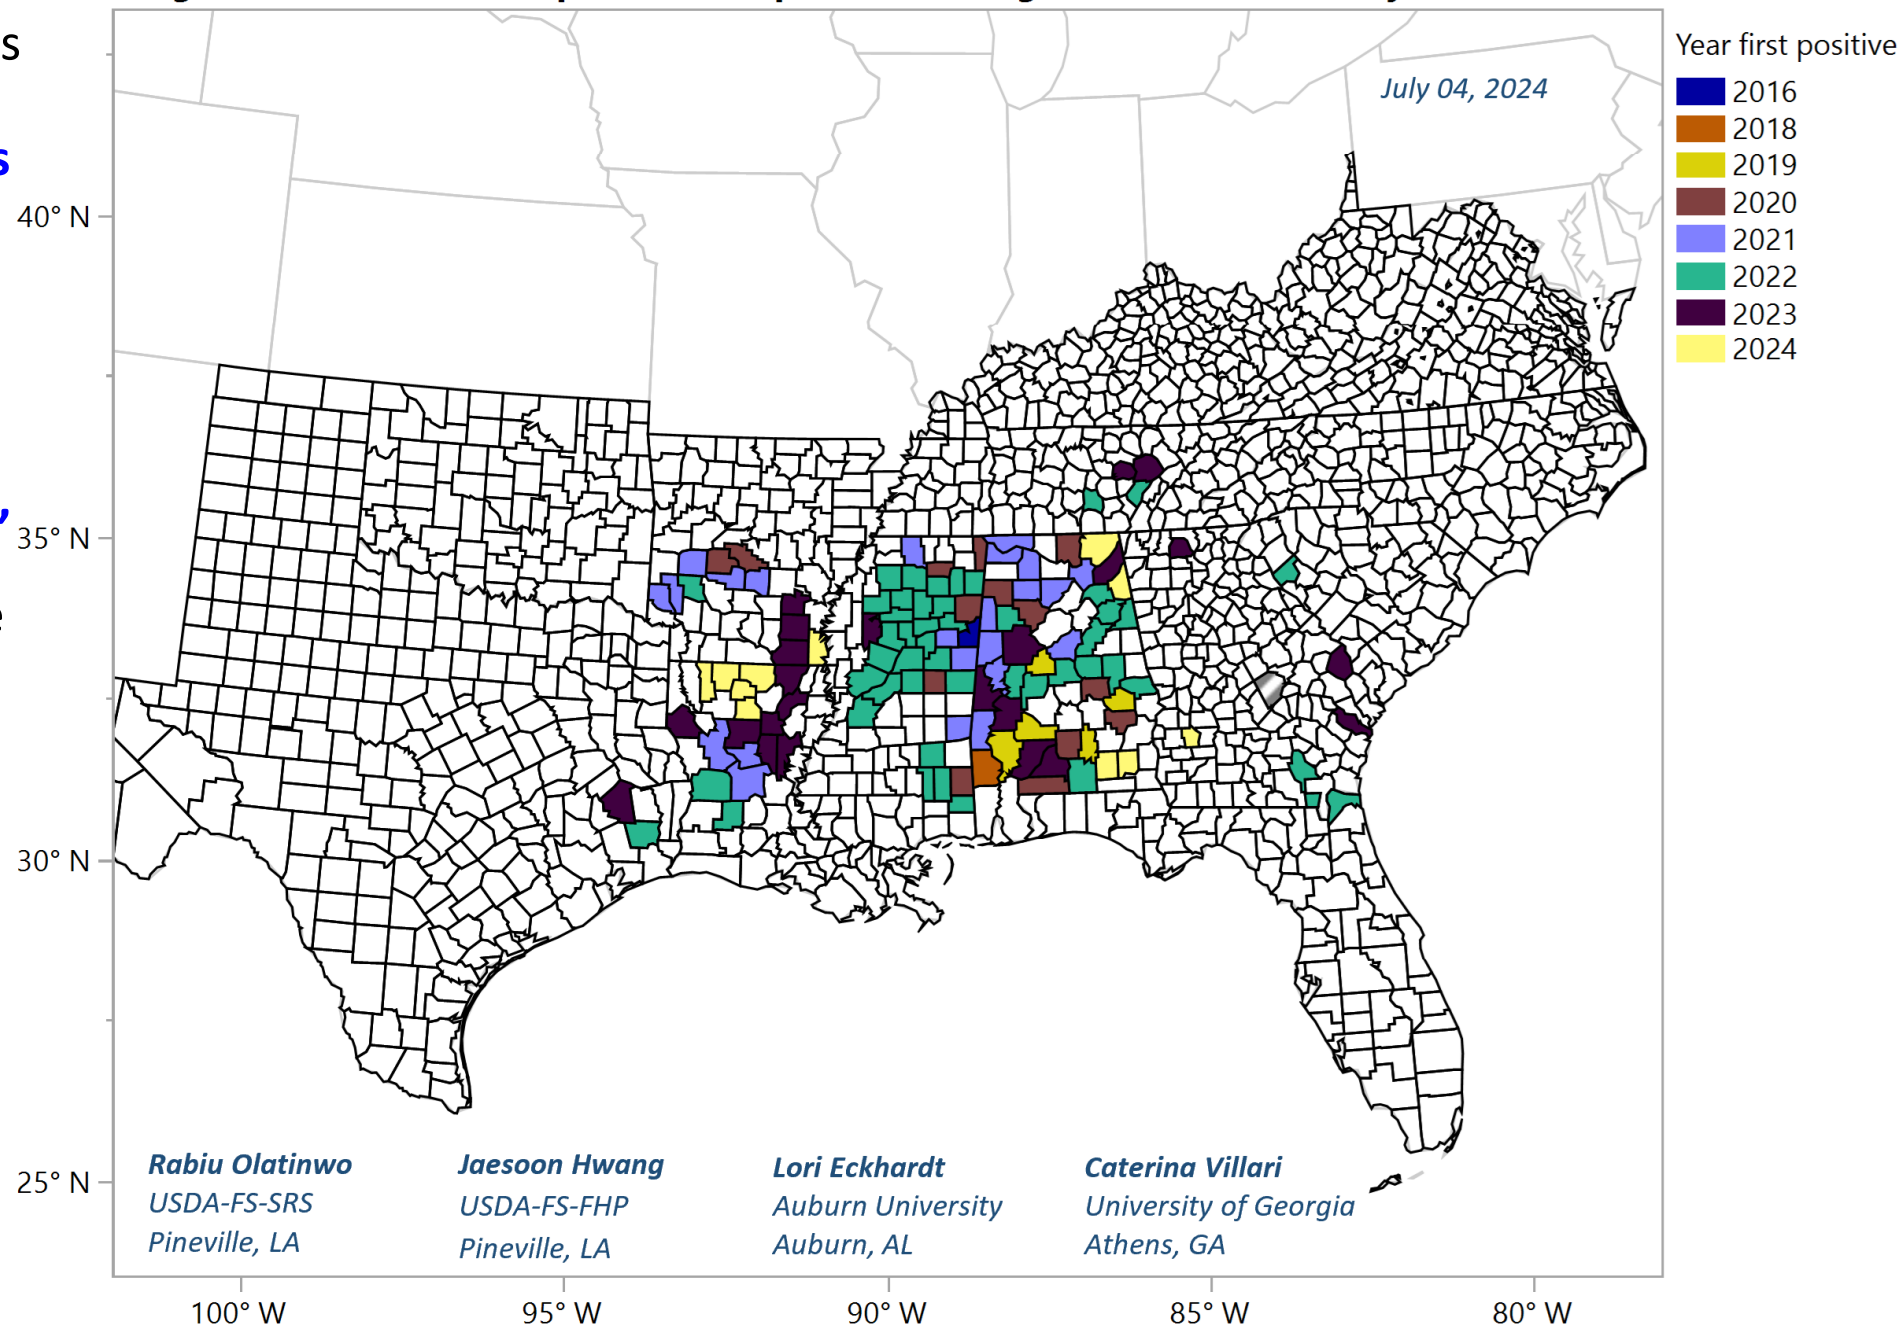 Year first positive
July 04, 2024
2016
2018
2019
2020
2021
2022
2023
2024
40° N
35° N
30° N
25° N
Rabiu Olatinwo
USDA-FS-SRS
Pineville, LA
Jaesoon Hwang
USDA-FS-FHP
Pineville, LA
Lori Eckhardt
Auburn University
Auburn, AL
Caterina Villari
University of Georgia
Athens, GA
100° W
95° W
90° W
85° W
80° W